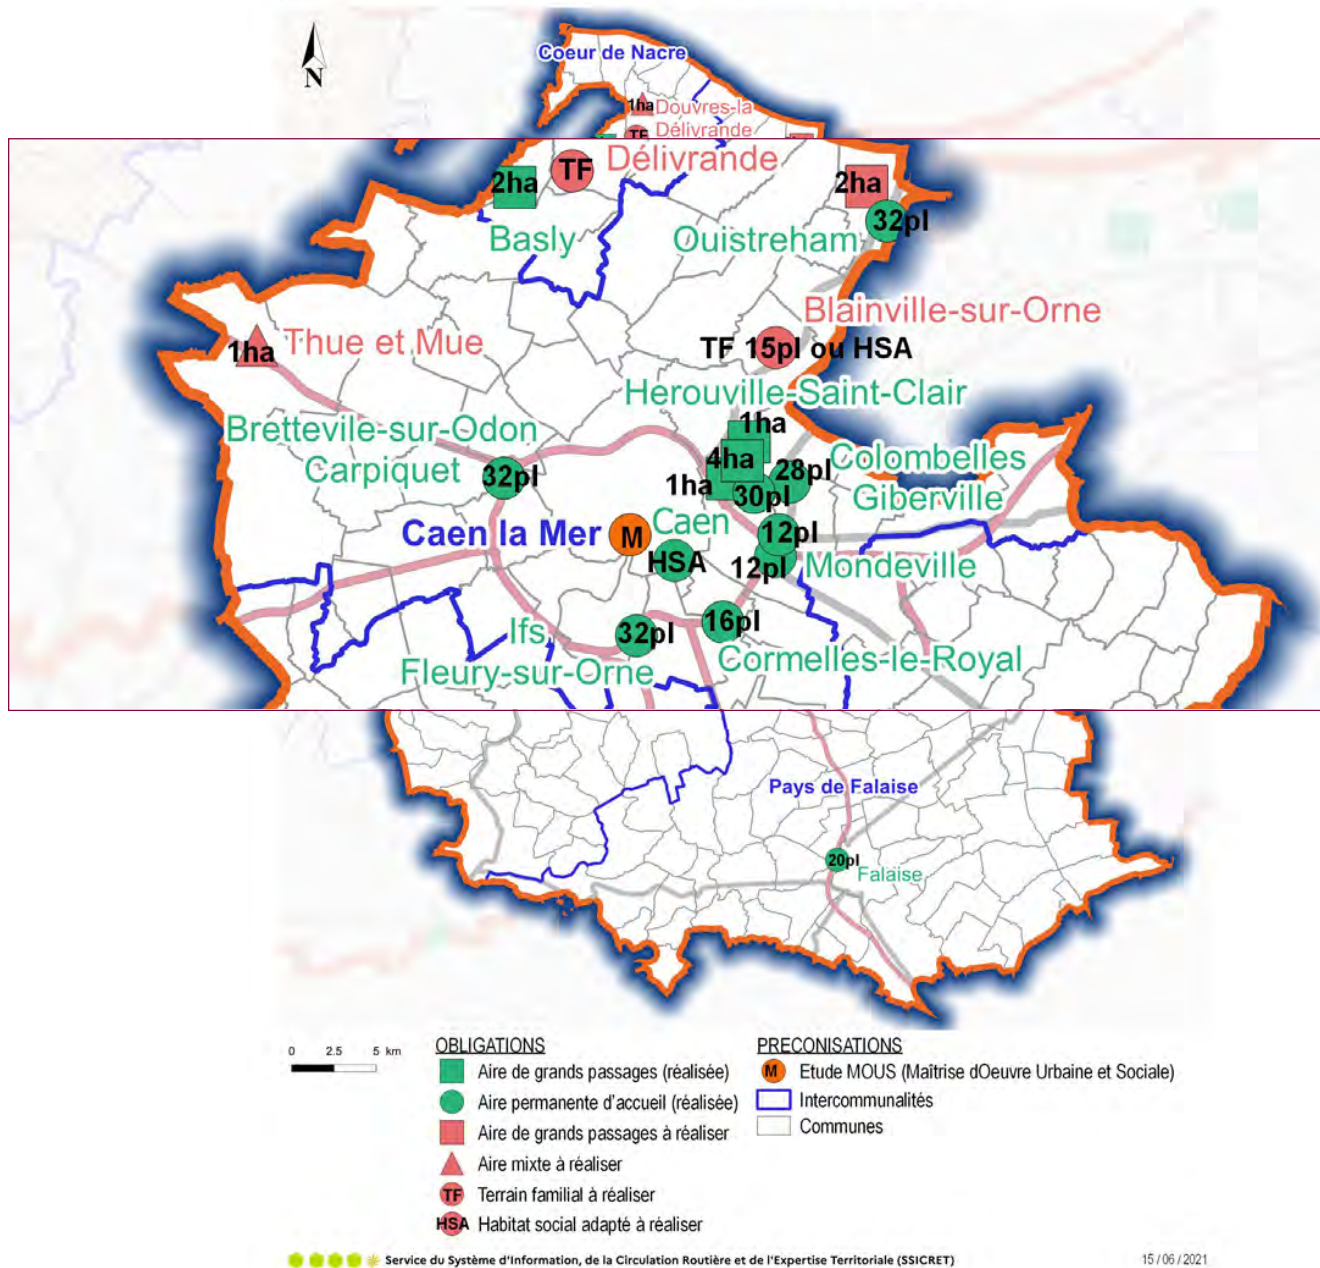 N
Coeur de Nacre
1ha
Douvres-la
Délivrande
TF
Délivrande
TF
2ha
2ha
32pl
Basly
Ouistreham
Blainville-sur-Orne
1ha
Thue et Mue
TF 15pl ou HSA
Herouville-Saint-Clair
1ha
Brettevile-sur-Odon
Carpiquet
32pl
4ha
28pl
Colombelles
1ha
30pl
Giberville
Caen la Mer
M
Caen
12pl
HSA
12pl
Mondeville
Ifs
32pl
16pl
Fleury-sur-Orne
Cormelles-le-Royal
Pays de Falaise
20pl
Falaise
0 2.5 5 km
OBLIGATIONS
Aire de grands passages (réalisée)
Aire permanente d'accueil (réalisée)
Aire de grands passages à réaliser
Aire mixte à réaliser
TF Terrain familial à réaliser
HSA Habitat social adapté à réaliser
PRECONISATIONS
M Etude MOUS (Maîtrise dOeuvre Urbaine et Sociale)
Intercommunalités
Communes
Service du Système d'Information, de la Circulation Routière et de l'Expertise Territoriale (SSICRET)
15 / 06 / 2021